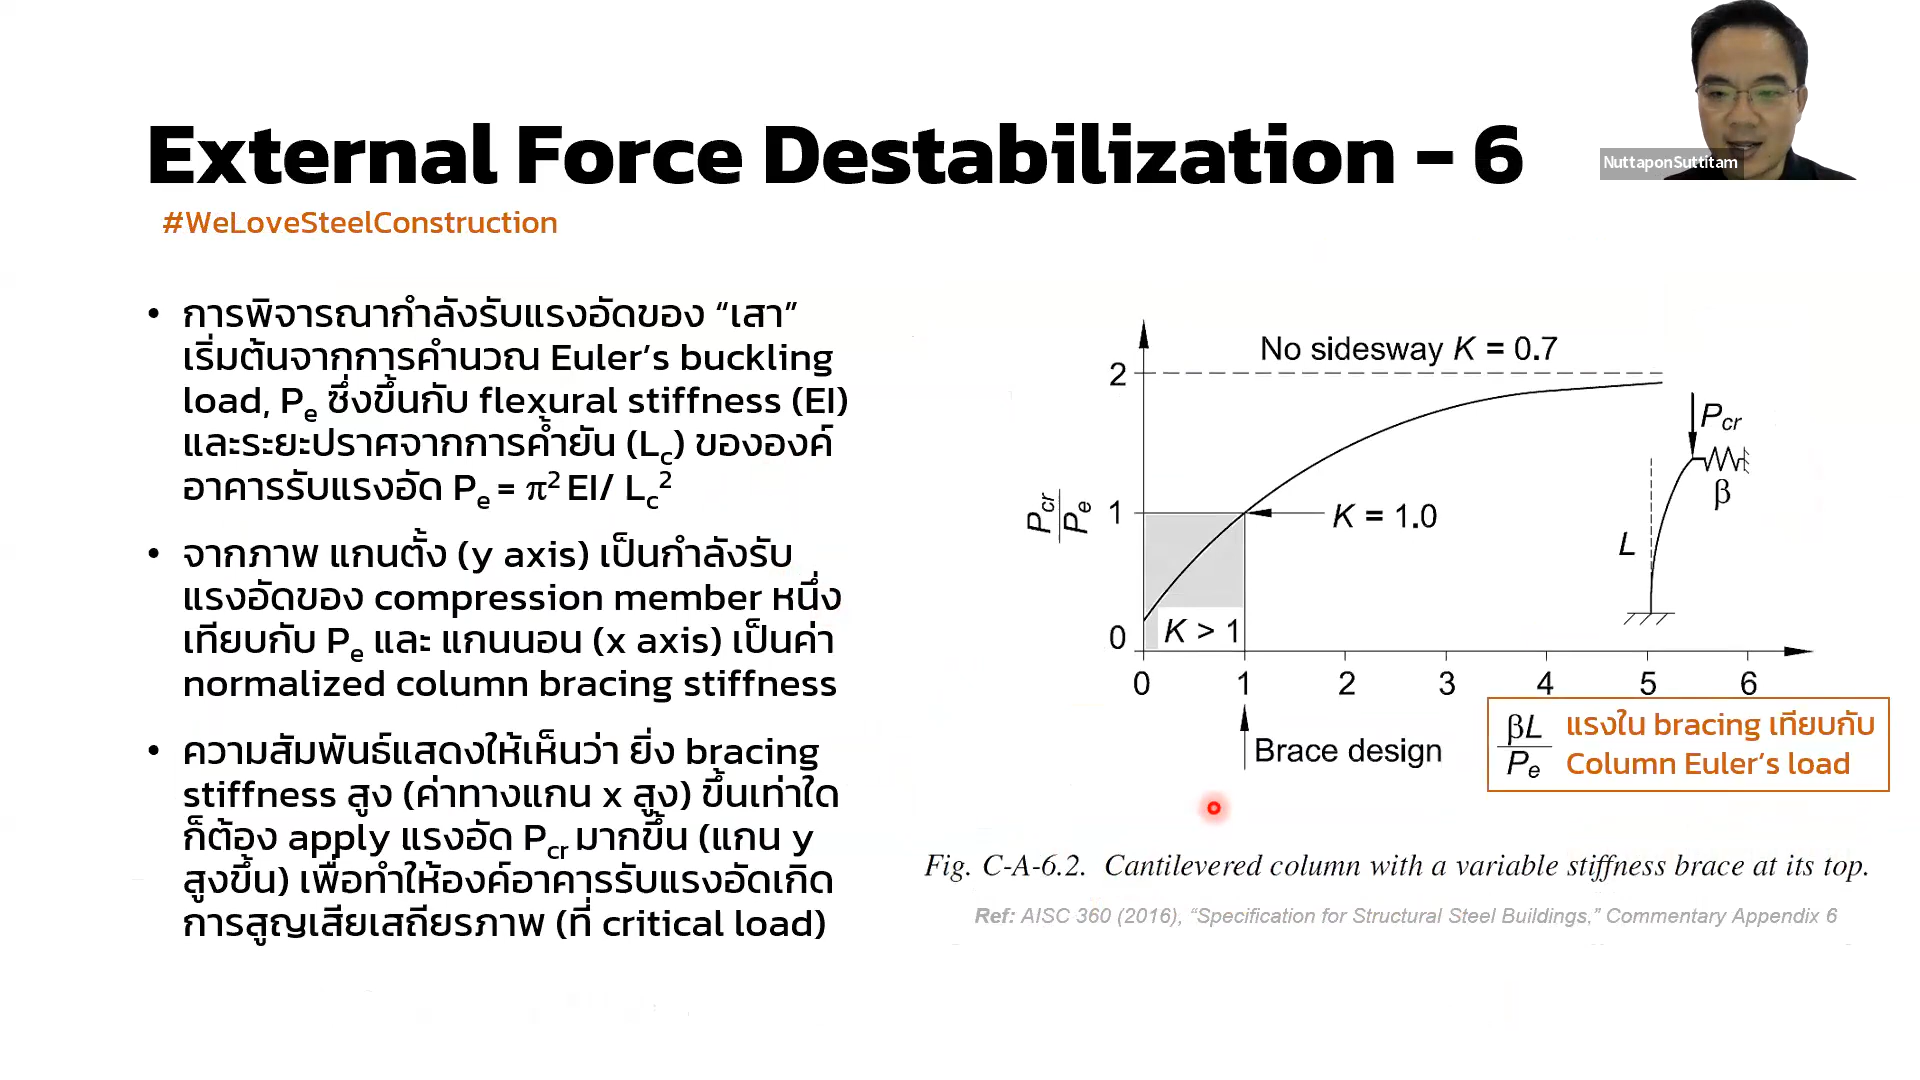 External Force Destabilization - 6
NuttaponSuttitam
#WeLoveSteelConstruction
• การพิจารณากำลังรับแรงอัดของ “เสา”
เริ่มต้นจากการคำนวณ Euler’s buckling
load, Pe ซึ่งขึ้นกับ flexural stiffness (EI)
และระยะปราศจากการค้ำยัน (Lc) ขององค์
อาคารรับแรงอัด Pe = π² EI/ Lc²
• จากภาพ แกนตั้ง (y axis) เป็นกำลังรับ
แรงอัดของ compression member หนึ่ง
เทียบกับ Pe และ แกนนอน (x axis) เป็นค่า
normalized column bracing stiffness
• ความสัมพันธ์แสดงให้เห็นว่า ยิ่ง bracing
stiffness สูง (ค่าทางแกน x สูง) ขึ้นเท่าใด
ก็ต้อง apply แรงอัด Pcr มากขึ้น (แกน y
สูงขึ้น) เพื่อทำให้องค์อาคารรับแรงอัดเกิด
การสูญเสียเสถียรภาพ (ที่ critical load)
No sidesway K = 0.7
2
Pcr
Pcr
Pe
1
K = 1.0
β
L
0
K > 1
0 1 2 3 4 5 6
Brace design
βL
Pe
แรงใน bracing เทียบกับ
Column Euler’s load
Fig. C-A-6.2. Cantilevered column with a variable stiffness brace at its top.
Ref: AISC 360 (2016), “Specification for Structural Steel Buildings,” Commentary Appendix 6